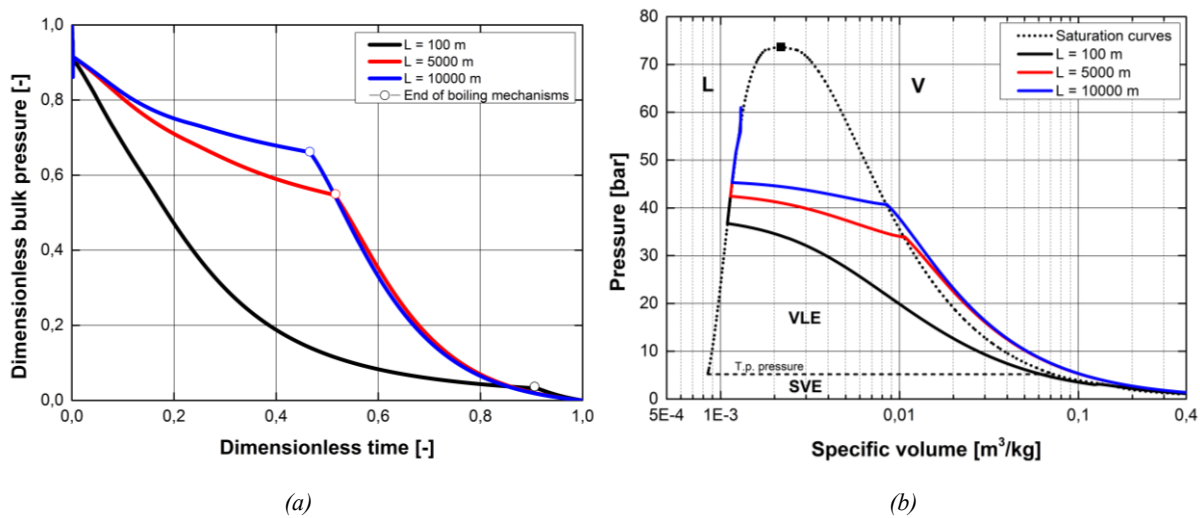 1,0
0,8
0,6
0,4
0,2
0,0
0,0
0,2
0,4
0,6
0,8
1,0
Dimensionless bulk pressure [-]
Dimensionless time [-]
L = 100 m
L = 5000 m
L = 10000 m
End of boiling mechanisms
(a)
80
70
60
50
40
30
20
10
0
5E-4
1E-3
0,01
0,1
0,4
Pressure [bar]
Specific volume [m³/kg]
Saturation curves
L = 100 m
L = 5000 m
L = 10000 m
L
V
VLE
T.p. pressure
SVE
(b)